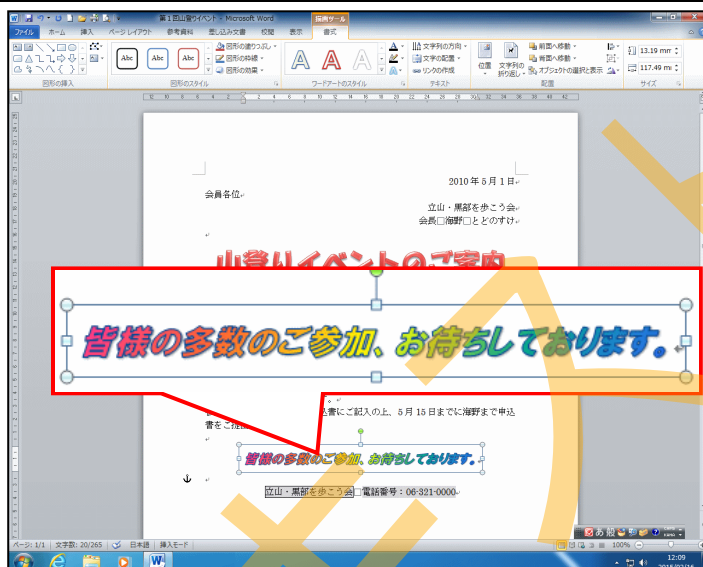 第1回山登りイベント - Microsoft Word
描画ツール
ファイル ホーム 挿入 ページ レイアウト 参考資料 差し込み文書 校閲 表示 書式
Abc Abc Abc
図形の塗りつぶし
図形の枠線
図形の効果
A A A
文字列の方向
文字の配置
リンクの作成
位置
文字列の
折り返し
前面へ移動
背面へ移動
オブジェクトの選択と表示
13.19 mm
117.49 mm
図形の挿入 図形のスタイル ワードアートのスタイル テキスト 配置 サイズ
2010年5月1日
会員各位
立山・黒部を歩こう会
会長□海野□ととのすけ
山登りイベントのご案内
皆様の多数のご参加、お待ちしております。
込書にご記入の上、5月15日までに海野まで申込
書をご提
皆様の多数のご参加、お待ちしております。
立山・黒部を歩こう会□電話番号：06-321-0000
あ 般
ページ: 1/1 文字数: 20/265 日本語 挿入モード 100%
12:09